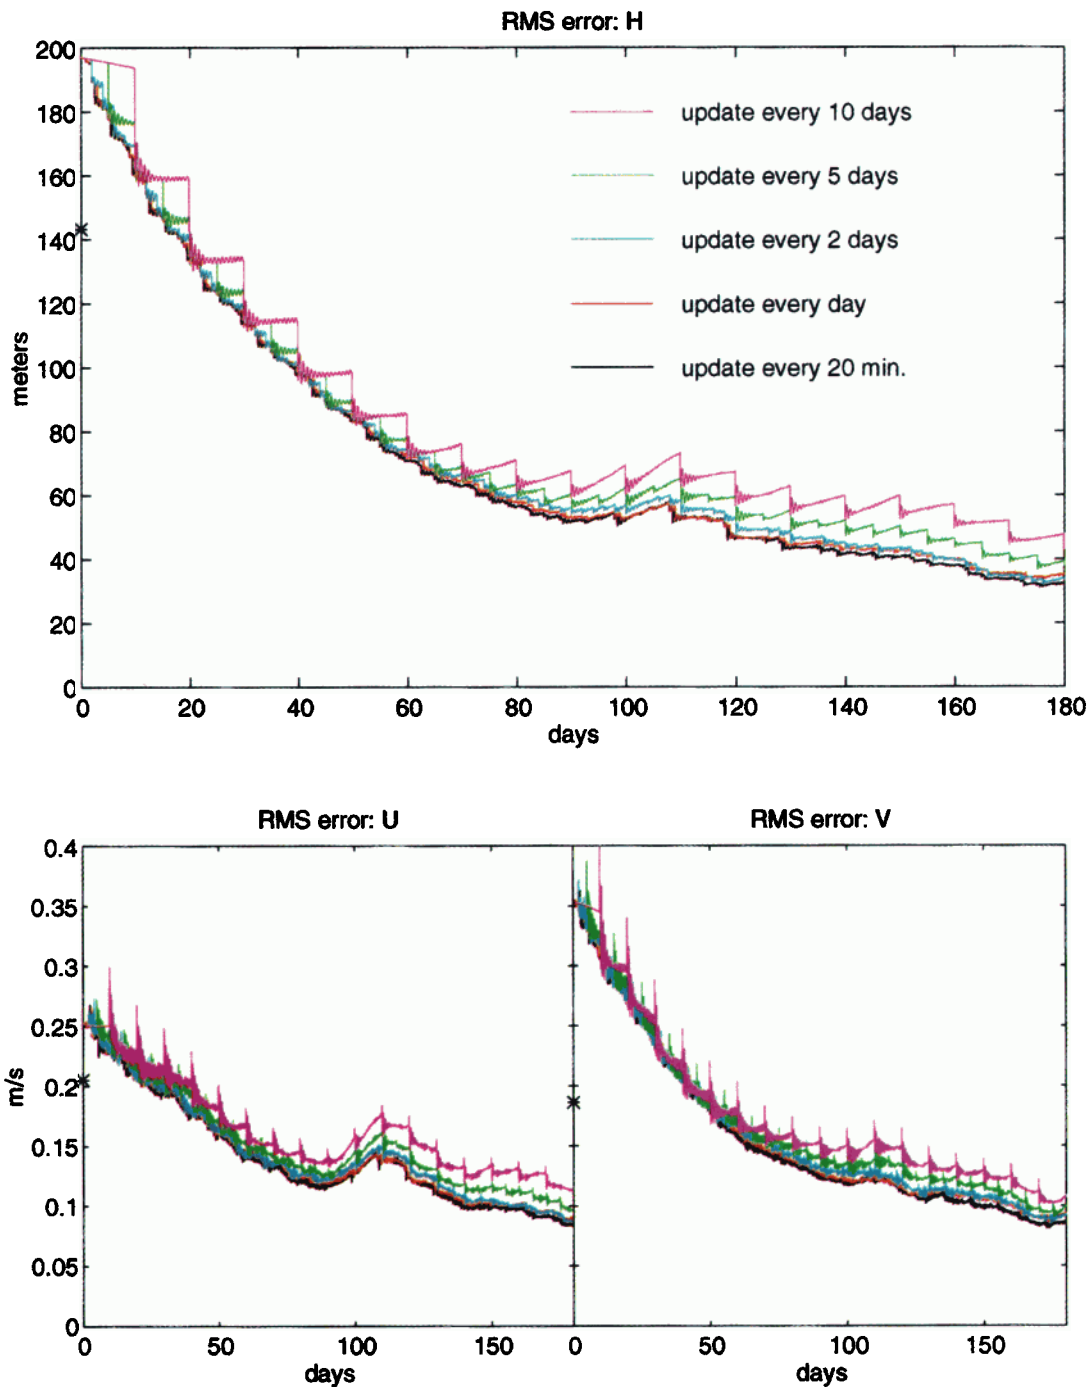 RMS error: H
200
180
160
140
120
100
80
60
40
20
0
meters
update every 10 days
update every 5 days
update every 2 days
update every day
update every 20 min.
0 20 40 60 80 100 120 140 160 180
days
RMS error: U
RMS error: V
0.4
0.35
0.3
0.25
0.2
0.15
0.1
0.05
0
m/s
0 50 100 150 0 50 100 150
days
days